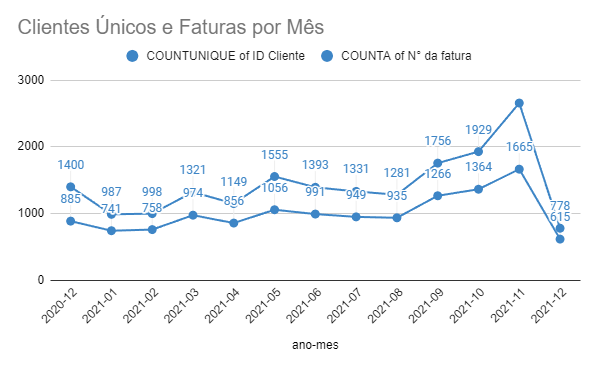 Clientes Únicos e Faturas por Mês
COUNTUNIQUE of ID Cliente COUNTA of N° da fatura
3000
2000
1000
0
1400 987 998 1321 1149 1555 1393 1331 1281 1756 1929 778
885 741 758 974 856 1056 991 949 935 1266 1364 1665 615
2020-12 2021-01 2021-02 2021-03 2021-04 2021-05 2021-06 2021-07 2021-08 2021-09 2021-10 2021-11 2021-12
ano-mes